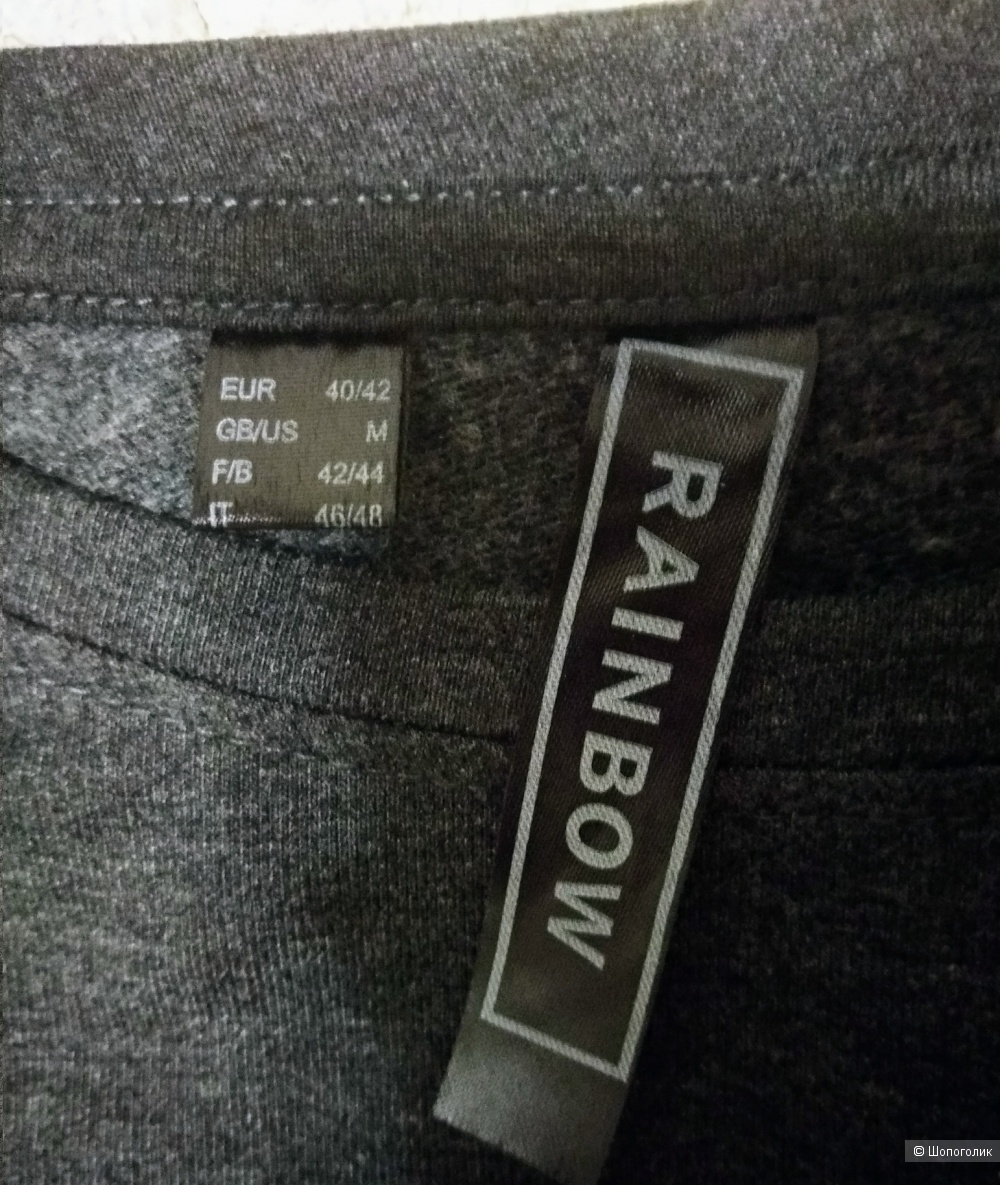 EUR 40/42
GB/US M
F/B 42/44
IT 46/48
RAINBOW
© Шопоголик